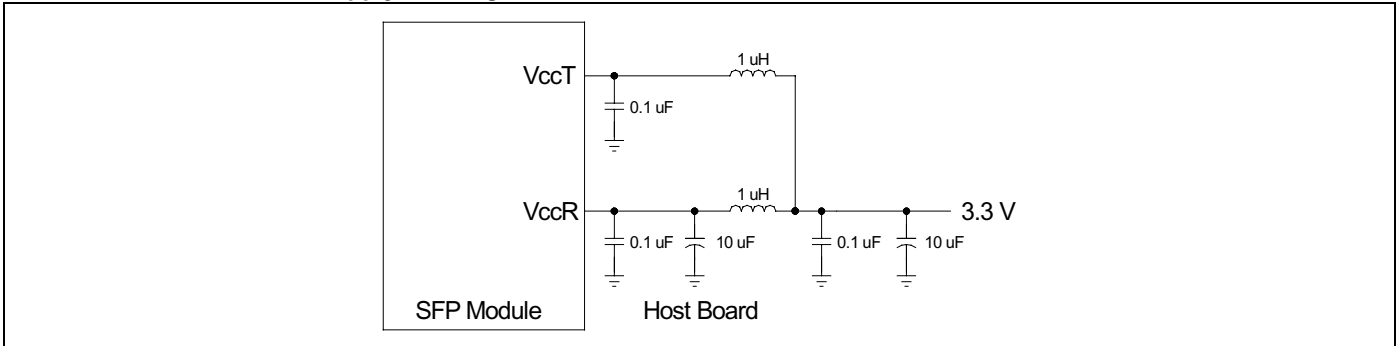 1 uH
VccT
0.1 uF
1 uH
VccR
3.3 V
0.1 uF
10 uF
0.1 uF
10 uF
SFP Module
Host Board